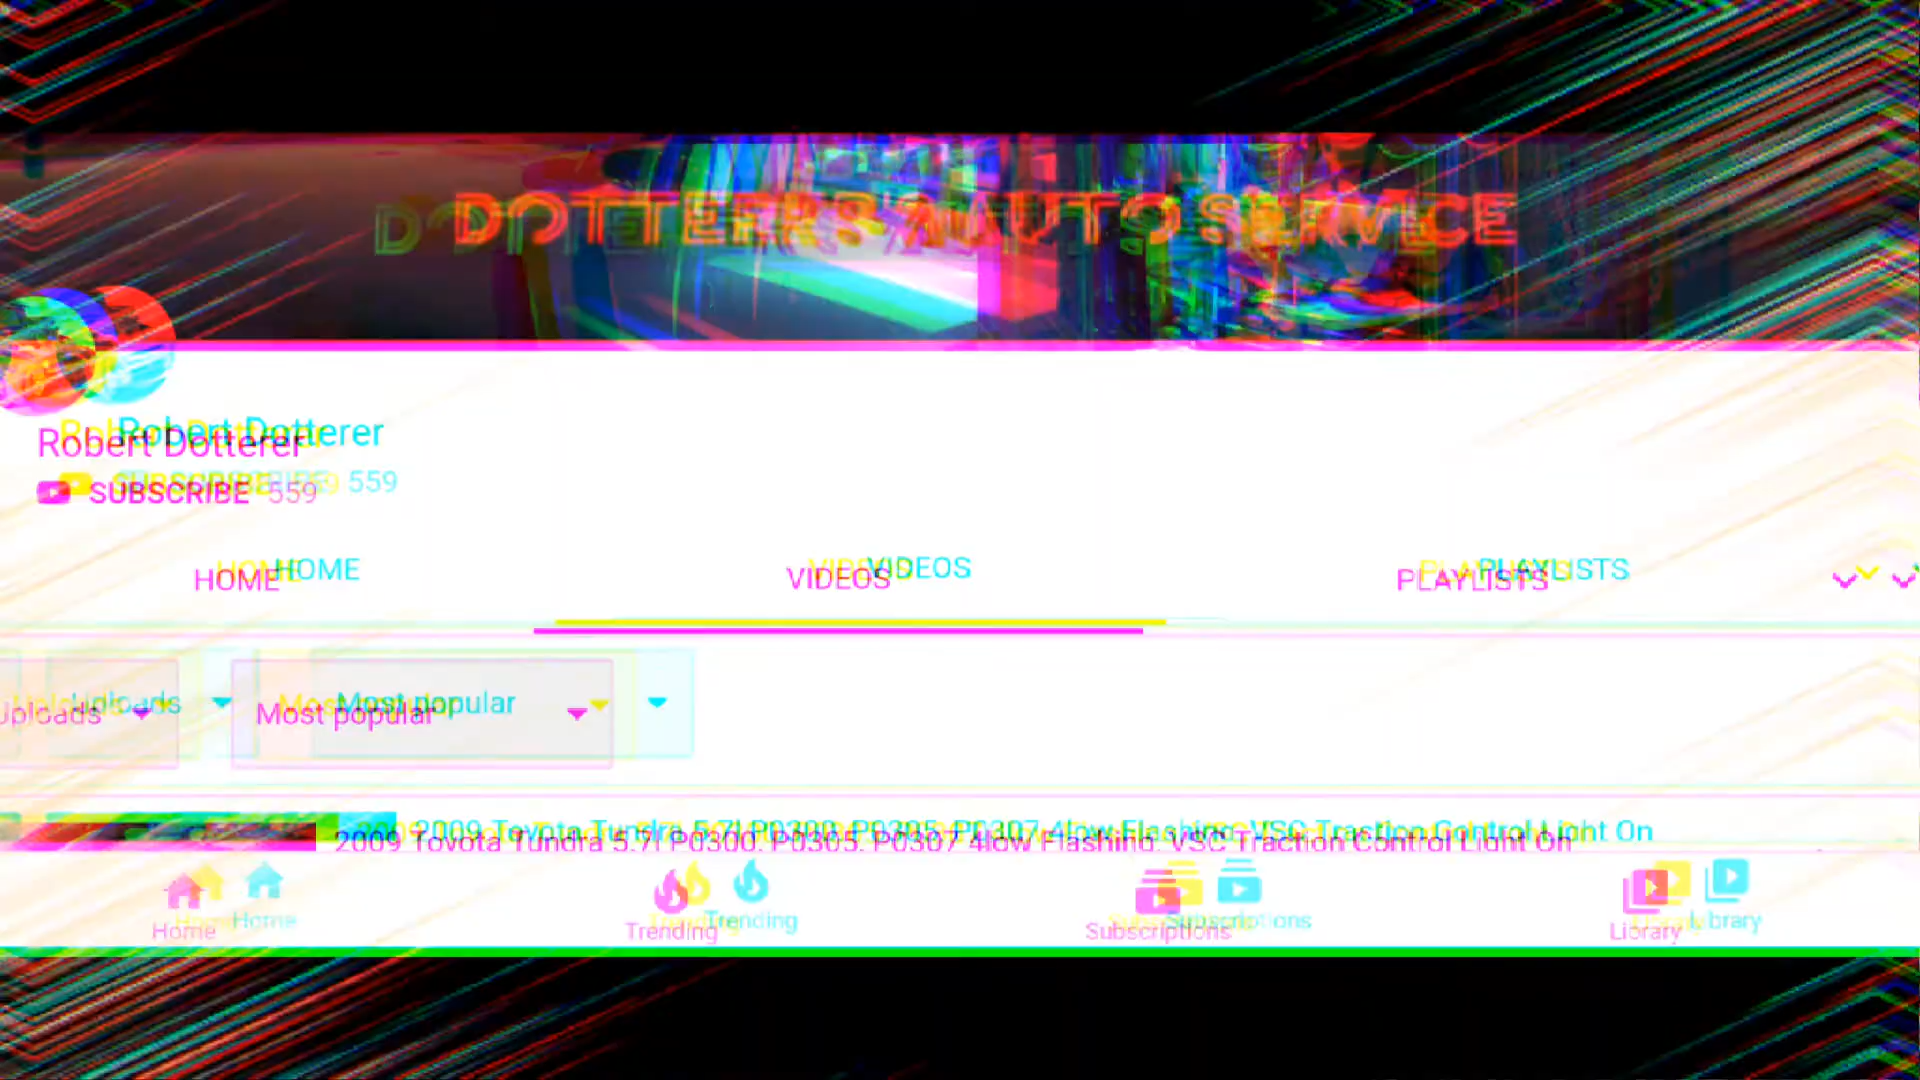 DOTTERERS AUTO SERVICE
Robert Dotterer
SUBSCRIBE 559
HOME VIDEOS PLAYLISTS
Uploads Most popular
2009 Toyota Tundra 5.7l P0300, P0305, P0307 4low Flashing, VSC Traction Control Light On
Home Trending Subscriptions Library